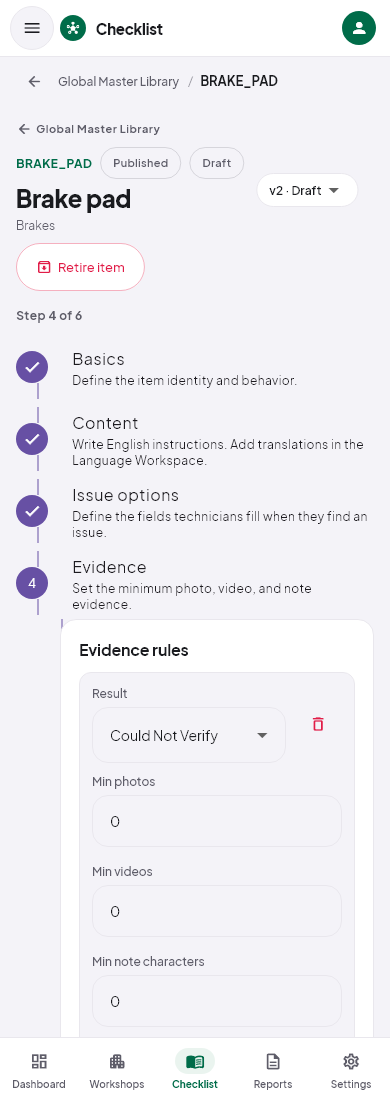 Checklist
Global Master Library / BRAKE_PAD
Global Master Library
BRAKE_PAD Published Draft
Brake pad
v2 · Draft
Brakes
Retire item
Step 4 of 6
Basics
Define the item identity and behavior.
Content
Write English instructions. Add translations in the
Language Workspace.
Issue options
Define the fields technicians fill when they find an
issue.
4 Evidence
Set the minimum photo, video, and note
evidence.
Evidence rules
Result
Could Not Verify
Min photos
0
Min videos
0
Min note characters
0
Dashboard Workshops Checklist Reports Settings